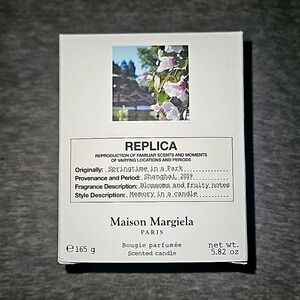 REPLICA
REPRODUCTION OF FAMILIAR SCENTS AND MOMENTS
OF VARYING LOCATIONS AND PERIODS
Originally: Springtime in a Park
Provenance and Period: Shanghai, 2019
Fragrance Description: Blossoms and fruity notes
Style Description: Memory in a candle
Maison Margiela
PARIS
℮ 165 g
Bougie parfumée
Scented candle
net wt.
5.82 oz